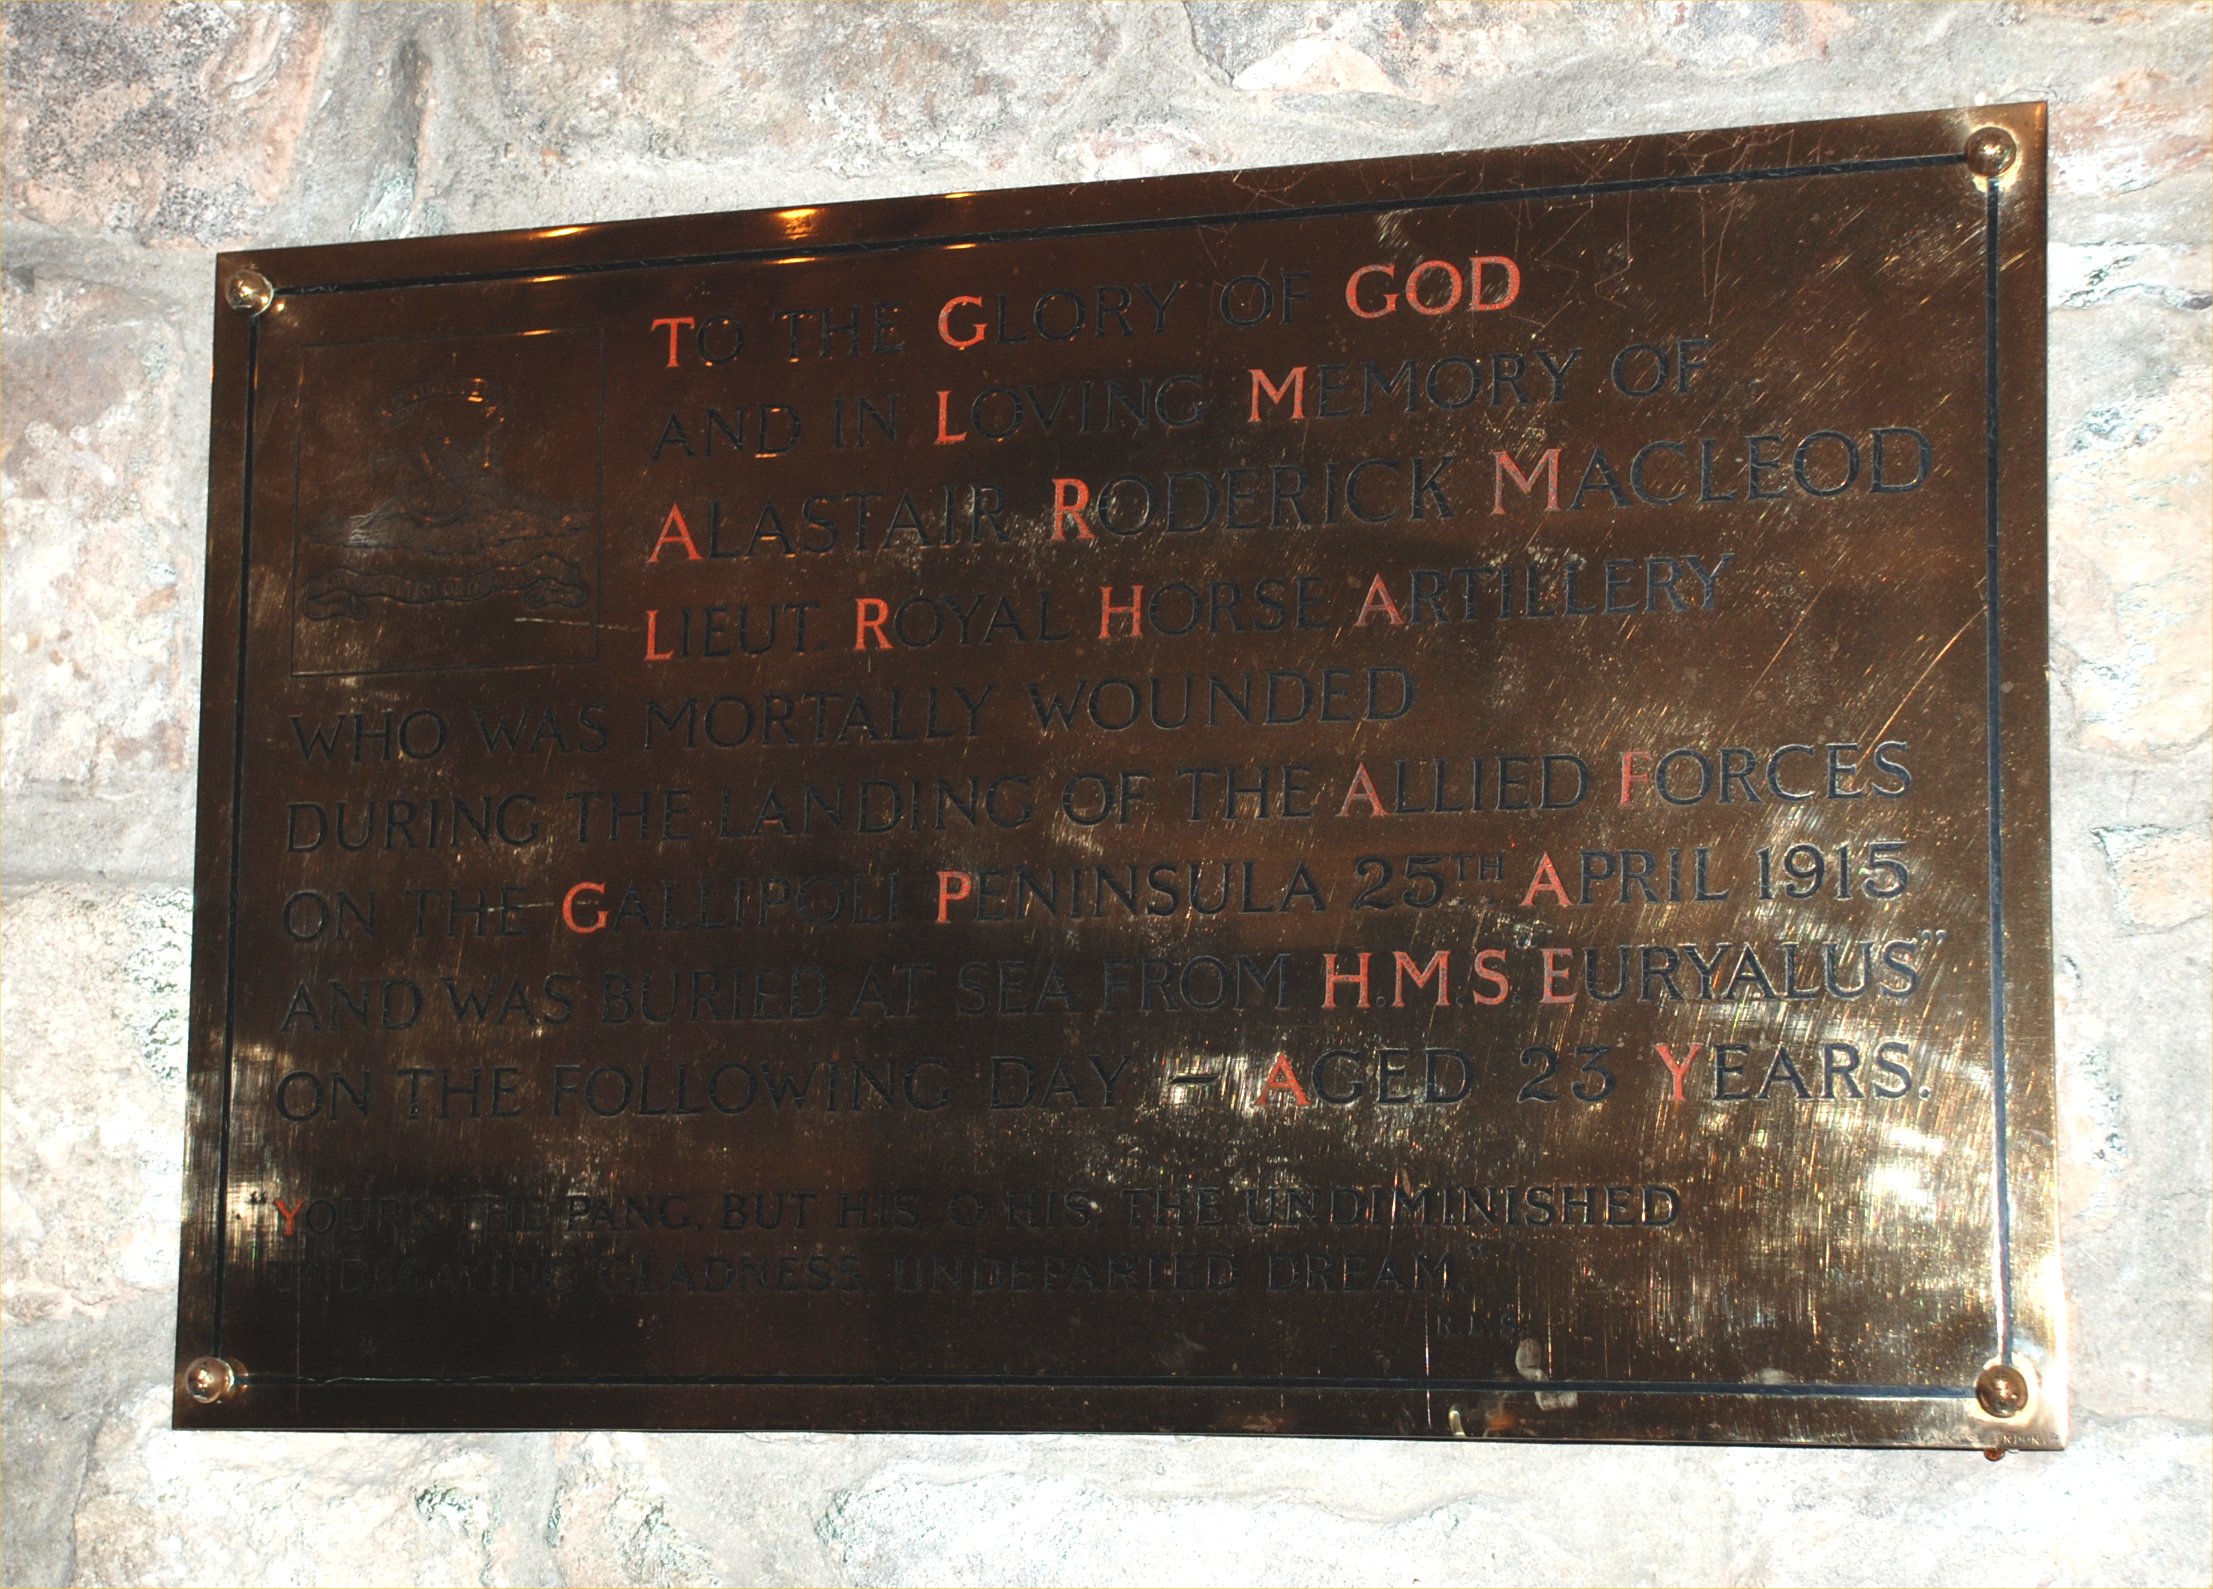 To the Glory of GOD
and in Loving Memory of
Alastair Roderick Macleod
Lieut. Royal Horse Artillery
who was mortally wounded
during the landing of the Allied Forces
on the Gallipoli Peninsula 25th April 1915
and was buried at sea from H.M.S. Euryalus”
on the following day – Aged 23 Years.
“Yours the pang, but his, O his, the undiminished
undecaying gladness, undeparted dream.”
R.L.S.